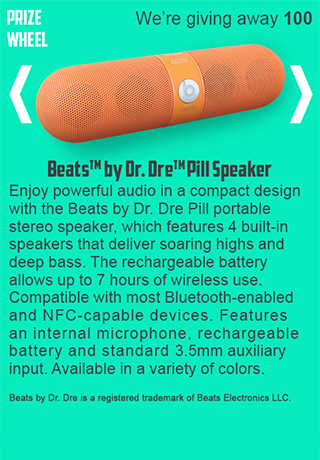 PRIZE
WHEEL
We're giving away 100
Beats™ by Dr. Dre™ Pill Speaker
Enjoy powerful audio in a compact design
with the Beats by Dr. Dre Pill portable
stereo speaker, which features 4 built-in
speakers that deliver soaring highs and
deep bass. The rechargeable battery
allows up to 7 hours of wireless use.
Compatible with most Bluetooth-enabled
and NFC-capable devices. Features
an internal microphone, rechargeable
battery and standard 3.5mm auxiliary
input. Available in a variety of colors.
Beats by Dr. Dre is a registered trademark of Beats Electronics LLC.